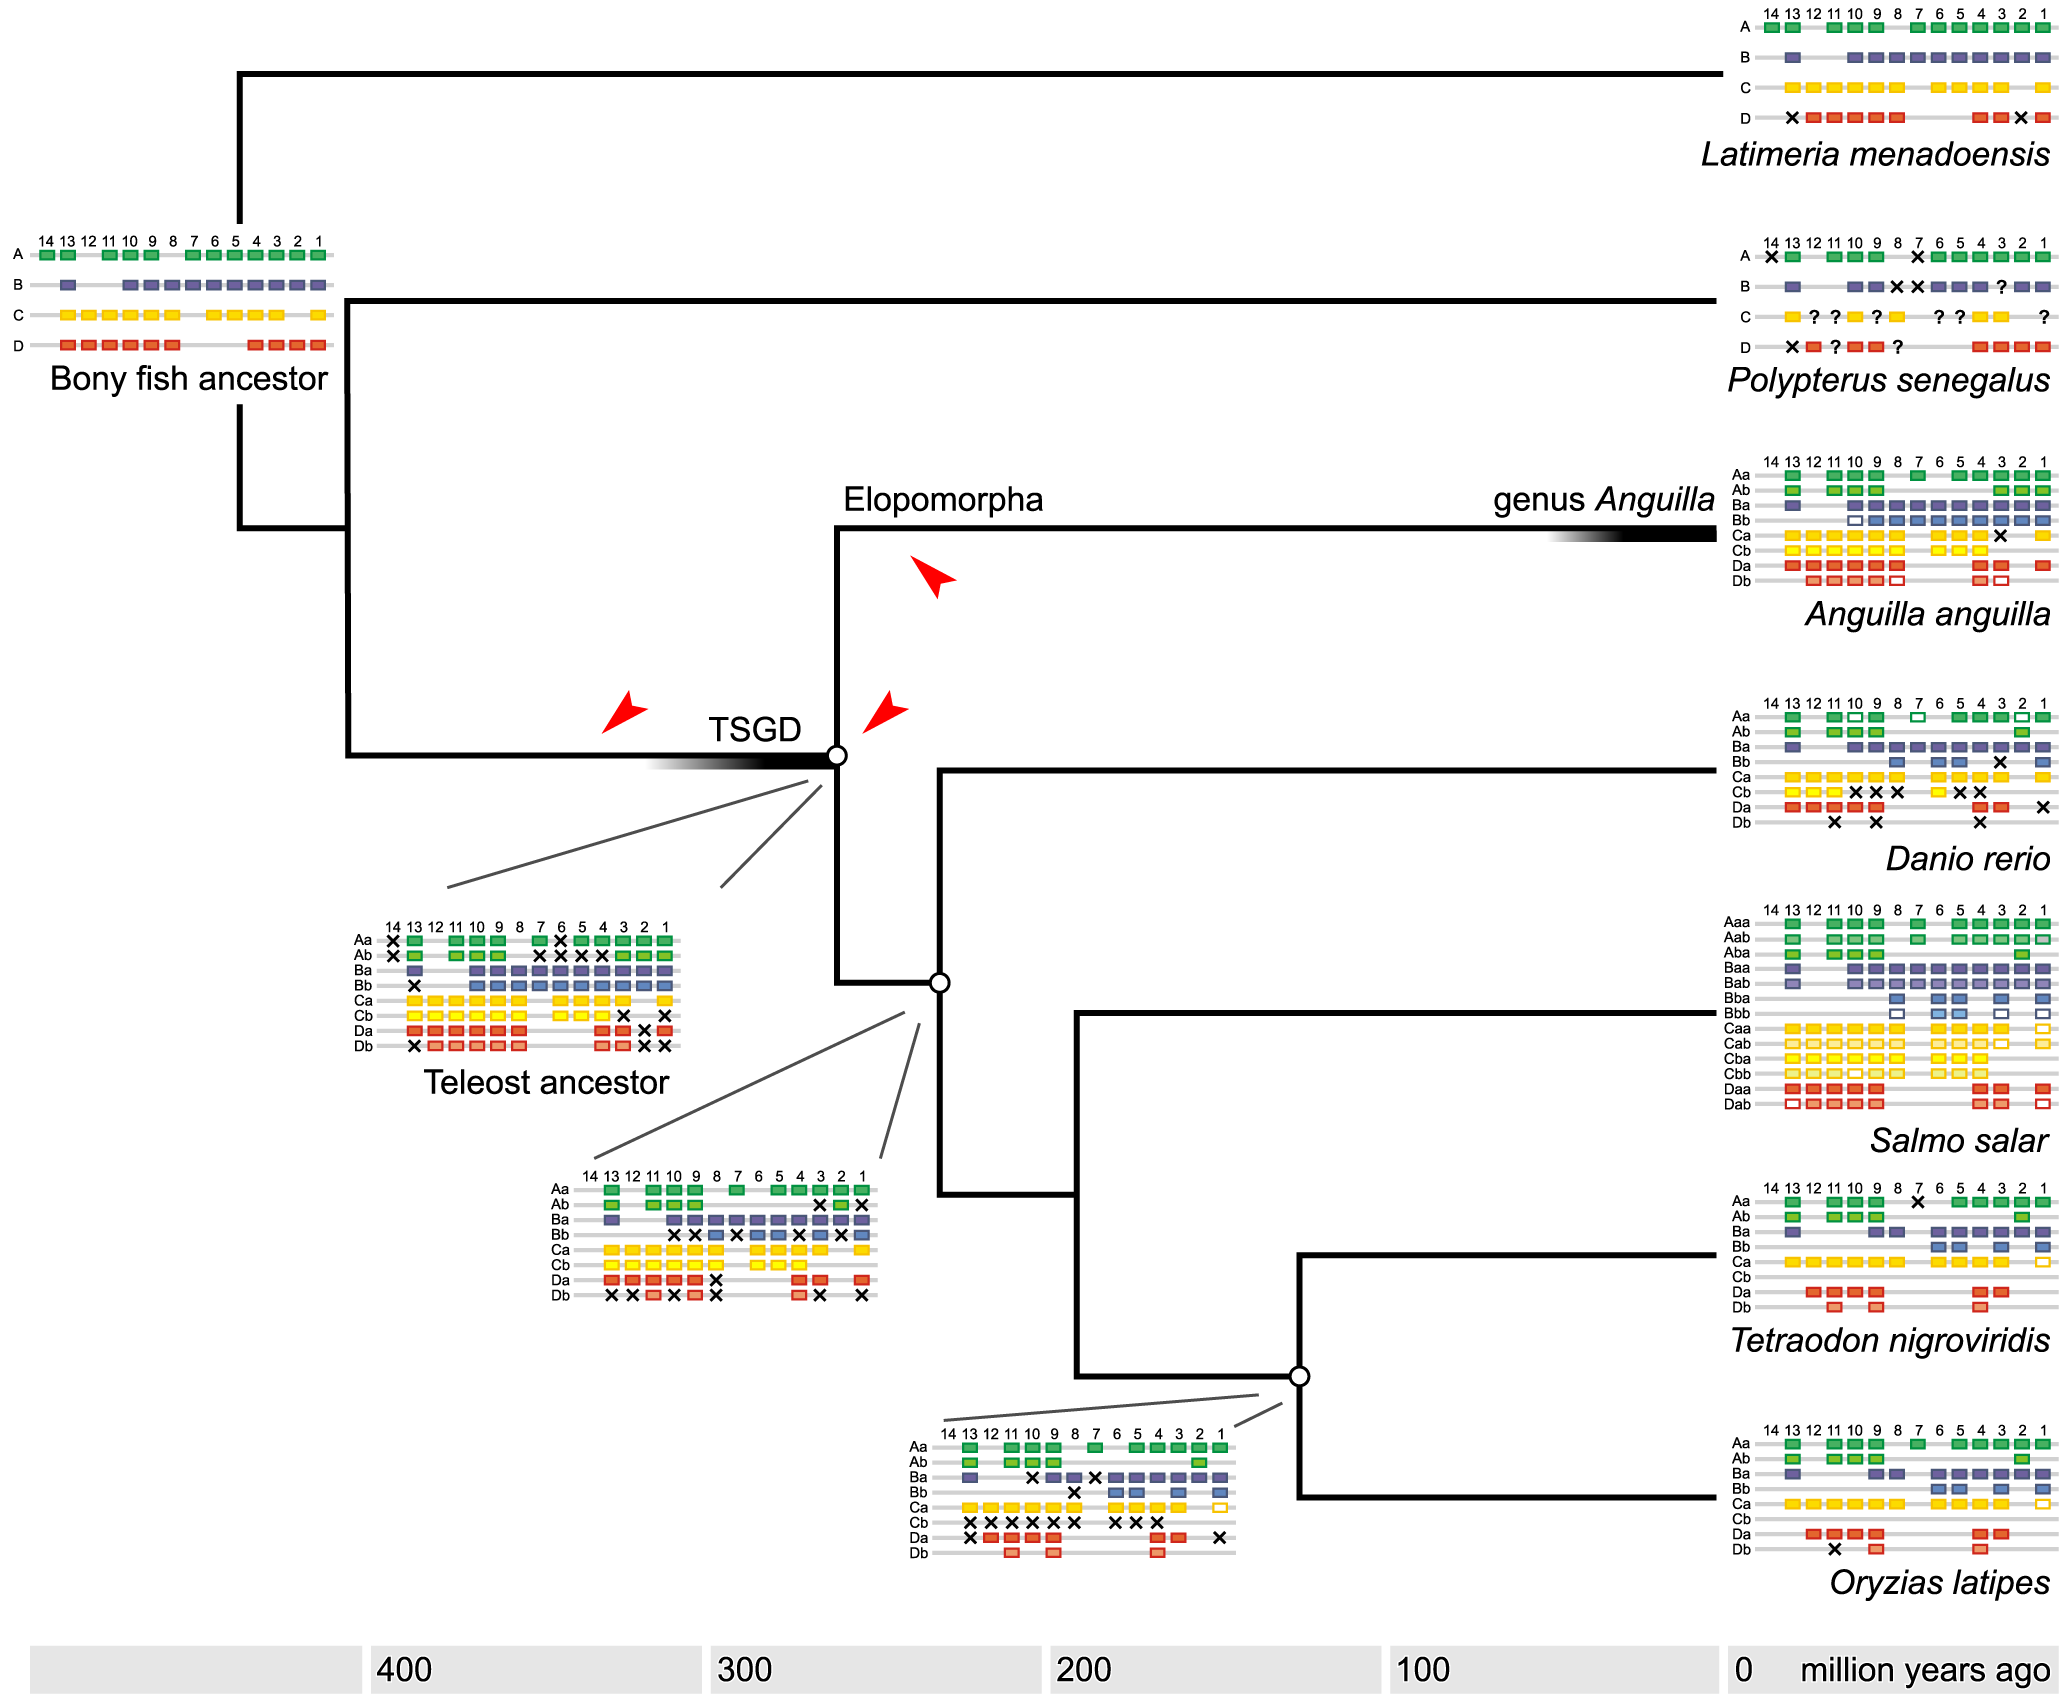 14 13 12 11 10 9 8 7 6 5 4 3 2 1
A
B
C
D
Latimeria menadoensis
14 13 12 11 10 9 8 7 6 5 4 3 2 1
A
B
C
D
Bony fish ancestor
14 13 12 11 10 9 8 7 6 5 4 3 2 1
A
B ?
C ? ? ? ? ? ?
D ? ?
Polypterus senegalus
Elopomorpha
genus Anguilla
14 13 12 11 10 9 8 7 6 5 4 3 2 1
Aa
Ab
Ba
Bb
Ca
Cb
Da
Db
Anguilla anguilla
TSGD
14 13 12 11 10 9 8 7 6 5 4 3 2 1
Aa
Ab
Ba
Bb
Ca
Cb
Da
Db
Danio rerio
14 13 12 11 10 9 8 7 6 5 4 3 2 1
Aa
Ab
Ba
Bb
Ca
Cb
Da
Db
Teleost ancestor
14 13 12 11 10 9 8 7 6 5 4 3 2 1
Aaa
Aab
Aba
Baa
Bab
Bba
Bbb
Caa
Cab
Cba
Cbb
Daa
Dab
Salmo salar
14 13 12 11 10 9 8 7 6 5 4 3 2 1
Aa
Ab
Ba
Bb
Ca
Cb
Da
Db
14 13 12 11 10 9 8 7 6 5 4 3 2 1
Aa
Ab
Ba
Bb
Ca
Cb
Da
Db
Tetraodon nigroviridis
14 13 12 11 10 9 8 7 6 5 4 3 2 1
Aa
Ab
Ba
Bb
Ca
Cb
Da
Db
14 13 12 11 10 9 8 7 6 5 4 3 2 1
Aa
Ab
Ba
Bb
Ca
Cb
Da
Db
Oryzias latipes
400 300 200 100 0 million years ago